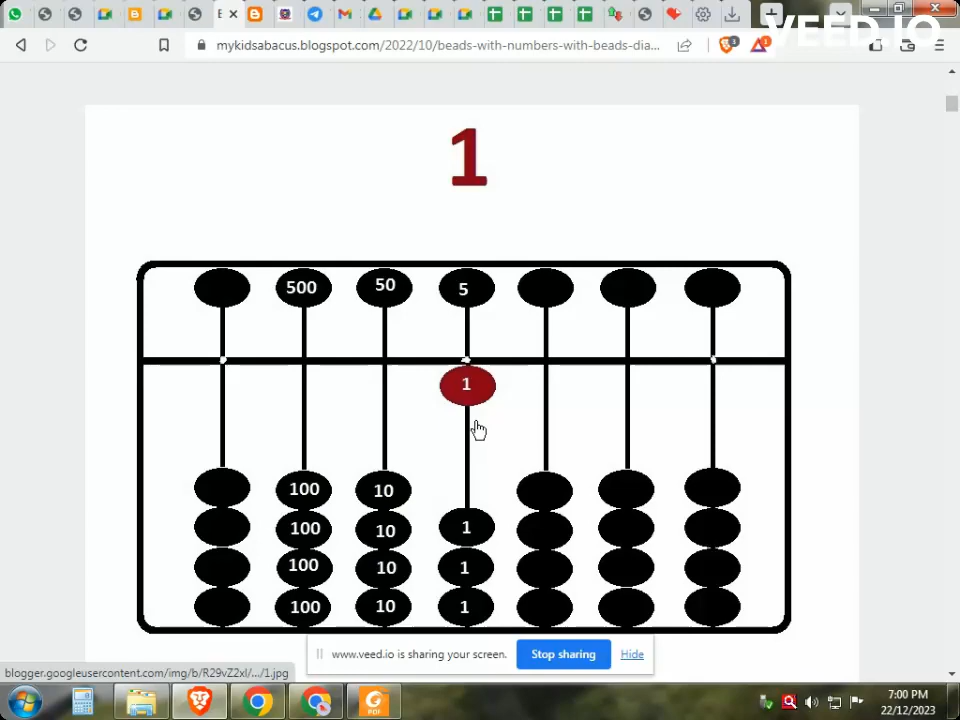 VEED.IO
mykidsabacus.blogspot.com/2022/10/beads-with-numbers-with-beads-dia...
1
500 50 5
1
100 10
100 10 1
100 10 1
100 10 1
www.veed.io is sharing your screen. Stop sharing Hide
blogger.googleusercontent.com/img/b/R29vZ2xl/.../1.jpg
7:00 PM
22/12/2023